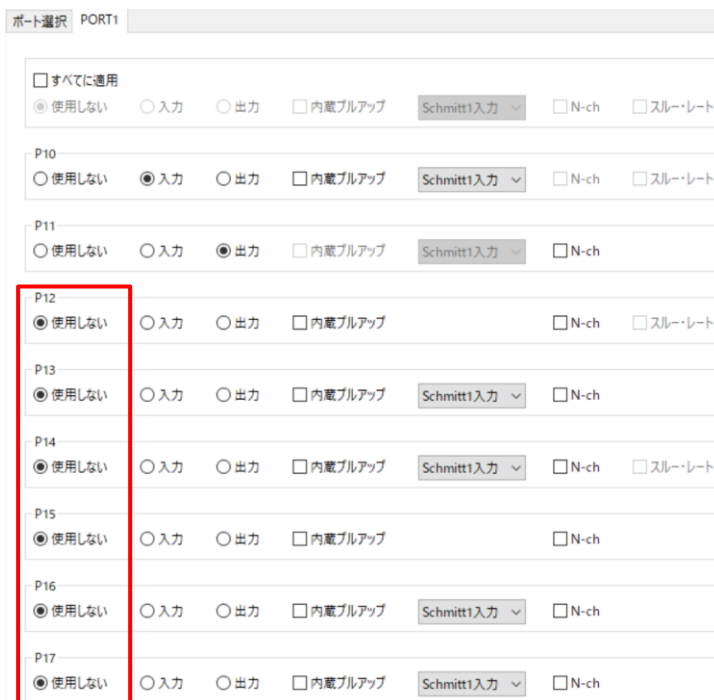 ポート選択 PORT1
すべてに適用
使用しない 入力 出力 内蔵プルアップ Schmitt1入力 N-ch スルー・レート
P10
使用しない 入力 出力 内蔵プルアップ Schmitt1入力 N-ch スルー・レート
P11
使用しない 入力 出力 内蔵プルアップ Schmitt1入力 N-ch
P12
使用しない 入力 出力 内蔵プルアップ N-ch スルー・レート
P13
使用しない 入力 出力 内蔵プルアップ Schmitt1入力 N-ch
P14
使用しない 入力 出力 内蔵プルアップ Schmitt1入力 N-ch スルー・レート
P15
使用しない 入力 出力 内蔵プルアップ N-ch
P16
使用しない 入力 出力 内蔵プルアップ Schmitt1入力 N-ch
P17
使用しない 入力 出力 内蔵プルアップ Schmitt1入力 N-ch